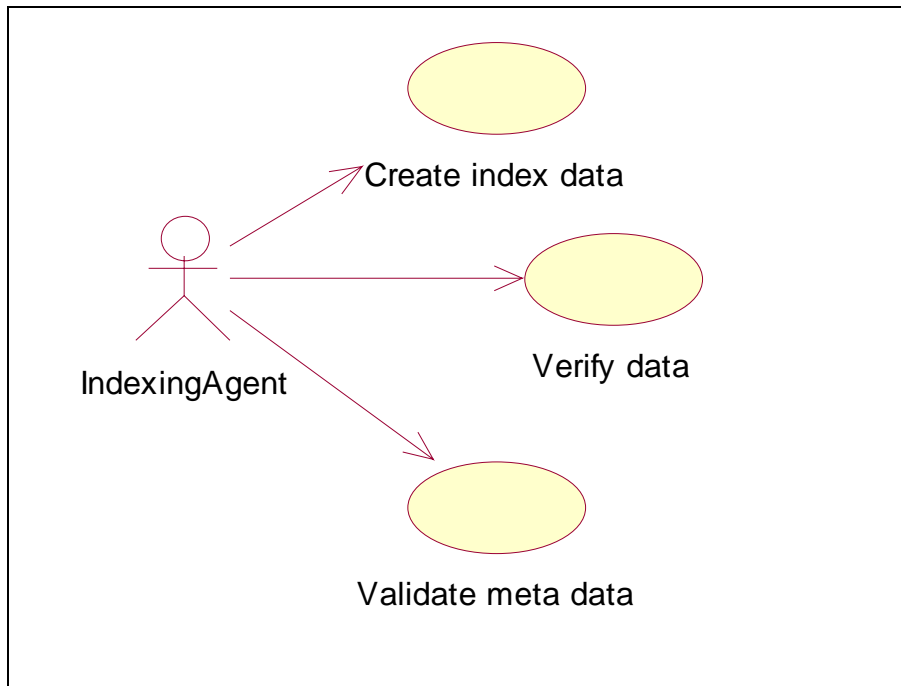 Create index data
Verify data
IndexingAgent
Validate meta data